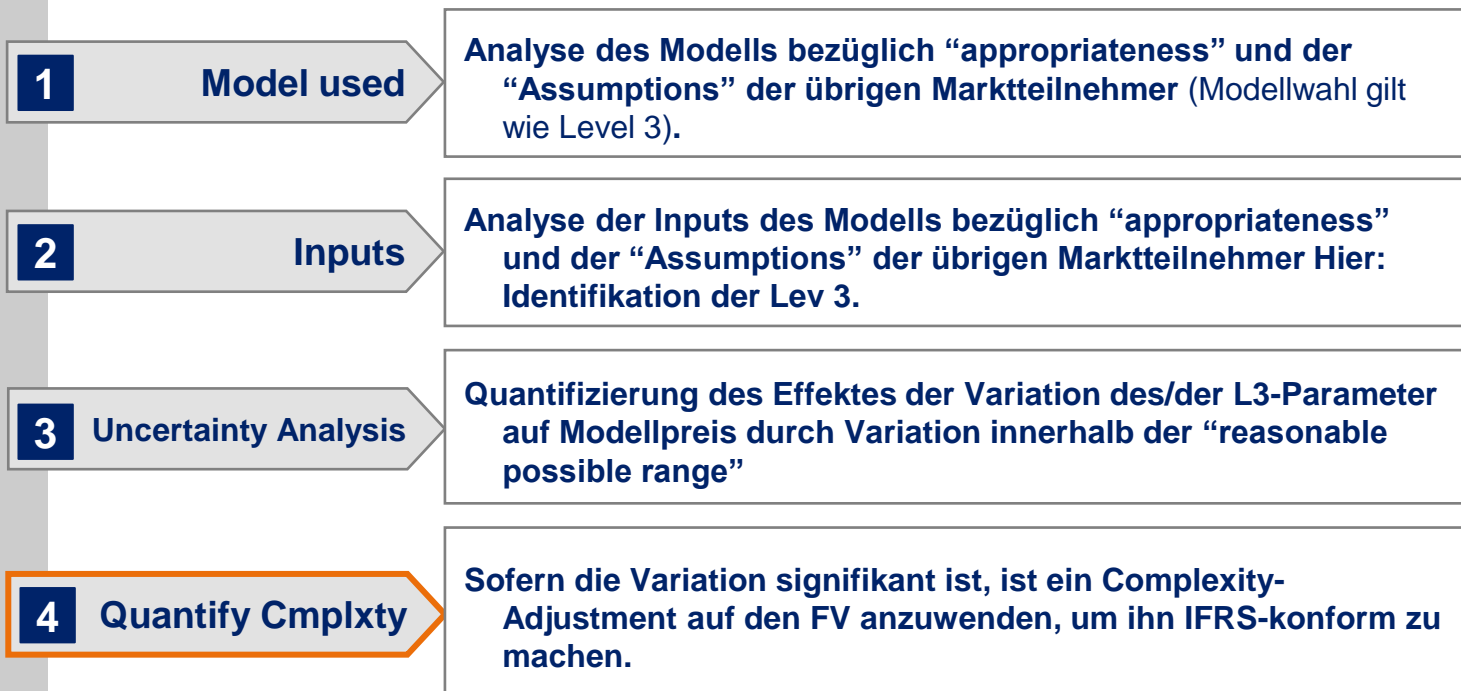 1 Model used
Analyse des Modells bezüglich “appropriateness” und der
“Assumptions” der übrigen Marktteilnehmer (Modellwahl gilt
wie Level 3).
2 Inputs
Analyse der Inputs des Modells bezüglich “appropriateness”
und der “Assumptions” der übrigen Marktteilnehmer Hier:
Identifikation der Lev 3.
3 Uncertainty Analysis
Quantifizierung des Effektes der Variation des/der L3-Parameter
auf Modellpreis durch Variation innerhalb der “reasonable
possible range”
4 Quantify Cmplxty
Sofern die Variation signifikant ist, ist ein Complexity-
Adjustment auf den FV anzuwenden, um ihn IFRS-konform zu
machen.